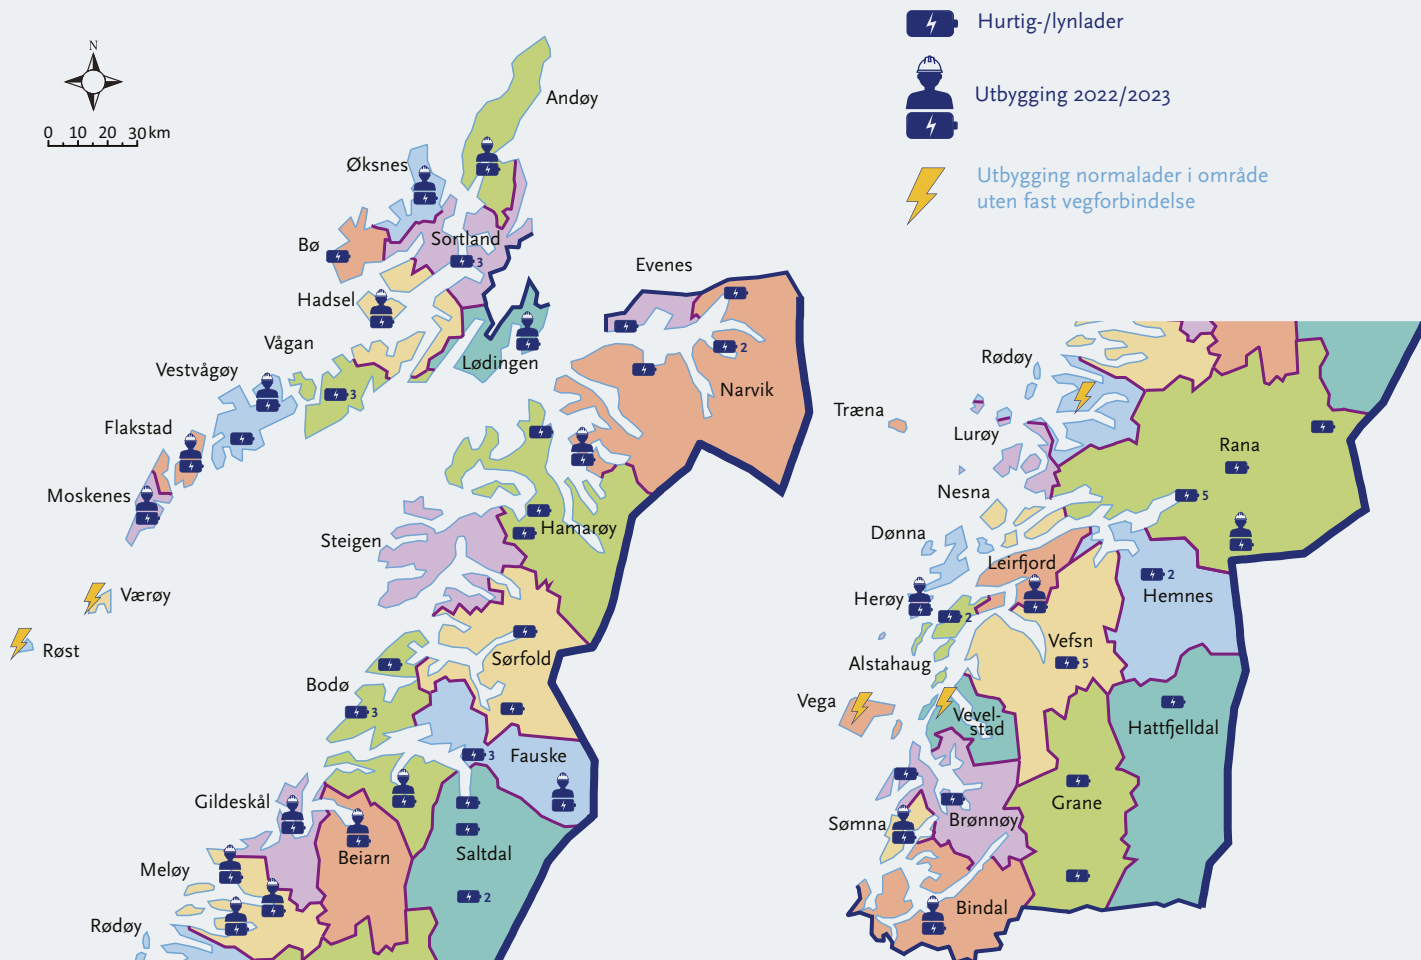 Hurtig-/lynlader
Utbygging 2022/2023
Utbygging normalader i område
uten fast vegforbindelse
N
0 10 20 30 km
Andøy
Øksnes
Bø
Sortland
3
Hadsel
Evenes
Vågan
3
Lødingen
2
Narvik
Vestvågøy
Flakstad
Moskenes
Hamarøy
Steigen
Værøy
Røst
Sørfold
Bodø
3
3
Fauske
Gildeskål
Beiarn
Saltdal
2
Meløy
Rødøy
Rødøy
Træna
Lurøy
Rana
5
Nesna
Dønna
Leirfjord
2
Hemnes
Herøy
2
Vefsn
5
Alstahaug
Vega
Vevel-
stad
Hattfjelldal
Grane
Sømna
Brønnøy
Bindal